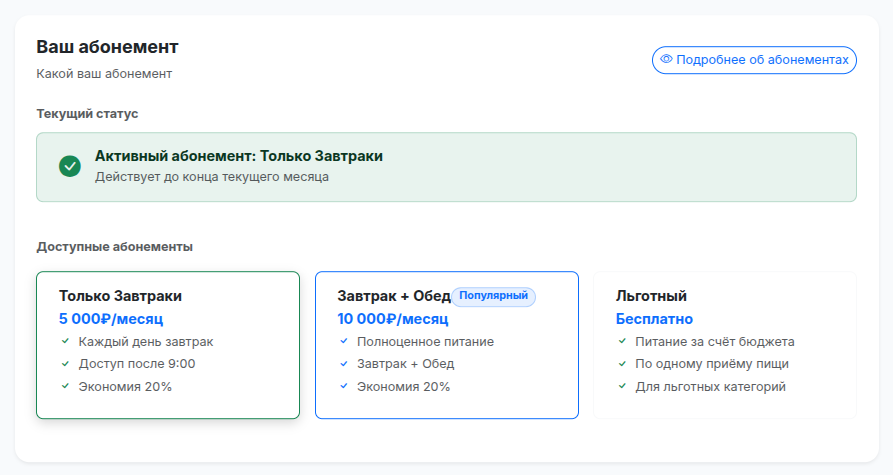 Ваш абонемент
Какой ваш абонемент
Подробнее об абонементах
Текущий статус
Активный абонемент: Только Завтраки
Действует до конца текущего месяца
Доступные абонементы
Только Завтраки
5 000₽/месяц
Каждый день завтрак
Доступ после 9:00
Экономия 20%
Завтрак + Обед Популярный
10 000₽/месяц
Полноценное питание
Завтрак + Обед
Экономия 20%
Льготный
Бесплатно
Питание за счёт бюджета
По одному приёму пищи
Для льготных категорий